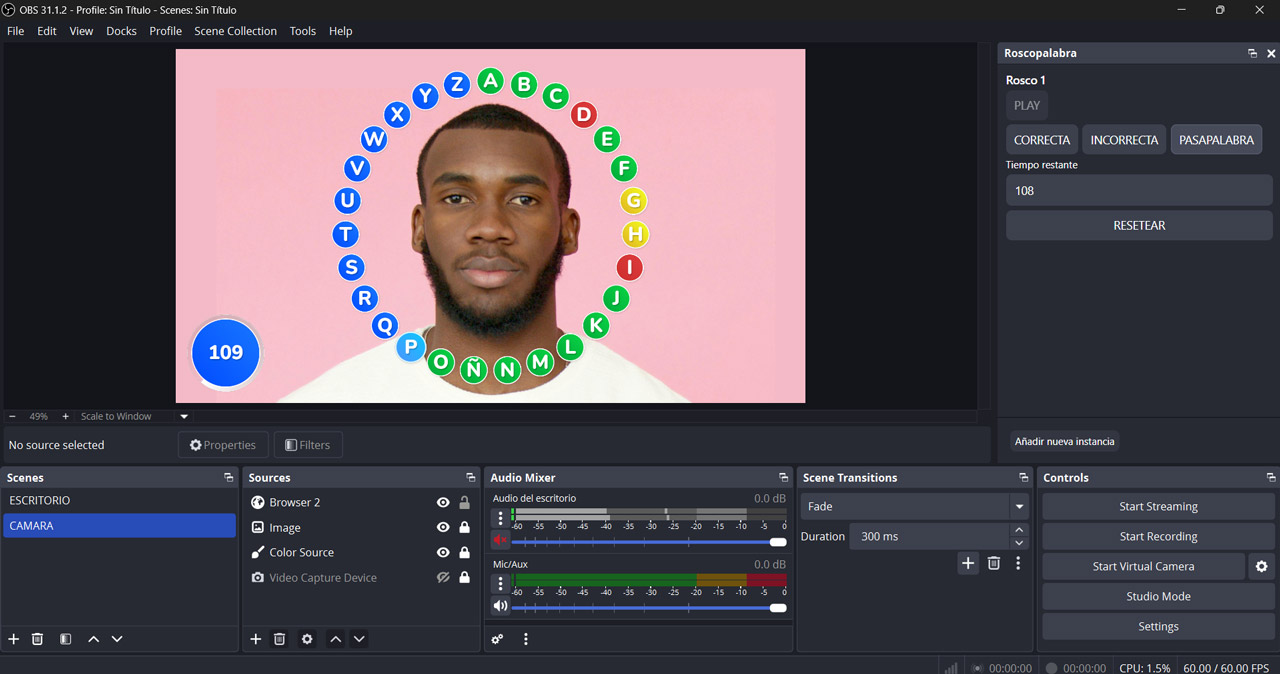 OBS 31.1.2 - Profile: Sin Título - Scenes: Sin Título
File Edit View Docks Profile Scene Collection Tools Help
A
B
C
D
E
F
G
H
I
J
K
L
M
N
Ñ
O
P
Q
R
S
T
U
V
W
X
Y
Z
109
Roscopalabra
Rosco 1
PLAY
CORRECTA INCORRECTA PASAPALABRA
Tiempo restante
108
RESETEAR
Añadir nueva instancia
- 49% + Scale to Window
No source selected Properties Filters
Scenes
ESCRITORIO
CAMARA
Sources
Browser 2
Image
Color Source
Video Capture Device
Audio Mixer
Audio del escritorio 0.0 dB
-60 -55 -50 -45 -40 -35 -30 -25 -20 -15 -10 -5 0
Mic/Aux 0.0 dB
-60 -55 -50 -45 -40 -35 -30 -25 -20 -15 -10 -5 0
Scene Transitions
Fade
Duration 300 ms
Controls
Start Streaming
Start Recording
Start Virtual Camera
Studio Mode
Settings
00:00:00 00:00:00 CPU: 1.5% 60.00 / 60.00 FPS